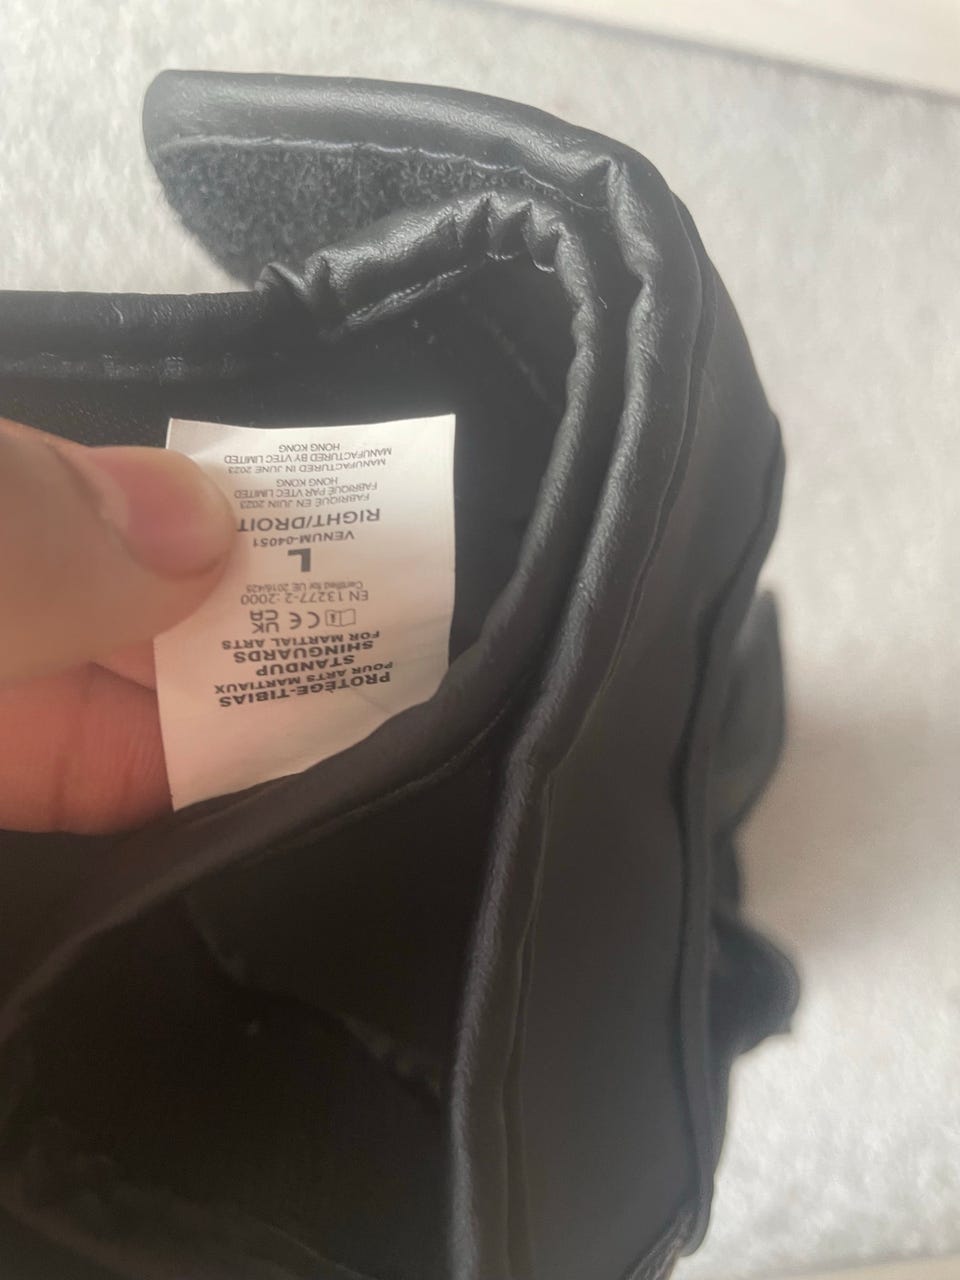 PROTÈGE-TIBIAS
POUR ARTS MARTIAUX
STANDUP
SHINGUARDS
FOR MARTIAL ARTS
CE UK CA
EN 13277-2:2000
Certified for UE 2016/425
L
VENUM-04051
RIGHT/DROIT
FABRIQUÉ EN JUIN 2023
FABRIQUÉ PAR VTEC LIMITED
HONG KONG
MANUFACTURED IN JUNE 2023
MANUFACTURED BY VTEC LIMITED
HONG KONG